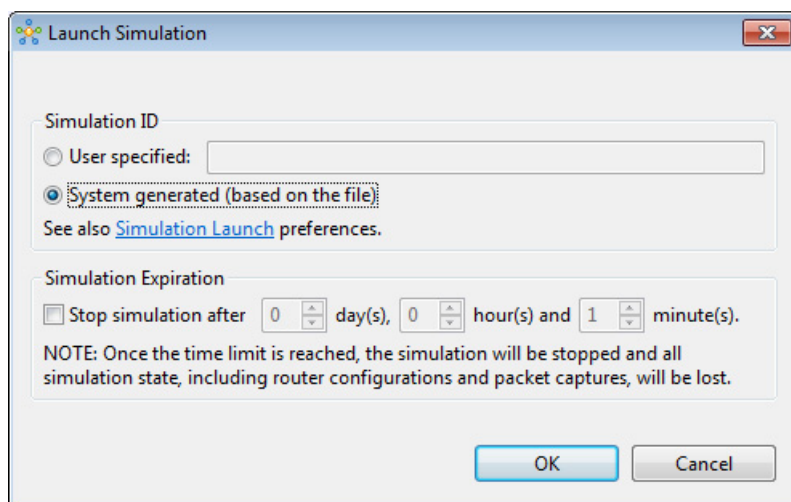 Launch Simulation
Simulation ID
User specified:
System generated (based on the file)
See also Simulation Launch preferences.
Simulation Expiration
Stop simulation after 0 day(s), 0 hour(s) and 1 minute(s).
NOTE: Once the time limit is reached, the simulation will be stopped and all
simulation state, including router configurations and packet captures, will be lost.
OK Cancel